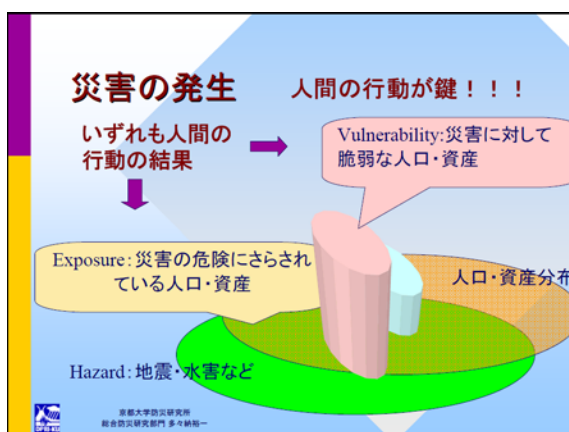 災害の発生
人間の行動が鍵!!!
いずれも人間の
行動の結果
Vulnerability:災害に対して
脆弱な人口・資産
Exposure:災害の危険にさらされ
ている人口・資産
人口・資産分布
Hazard:地震・水害など
京都大学防災研究所
総合防災研究部門 多々納裕一